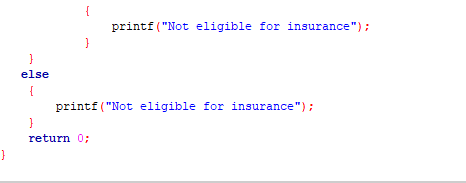 {
printf("Not eligible for insurance");
}
}
else
{
printf("Not eligible for insurance");
}
return 0;
}